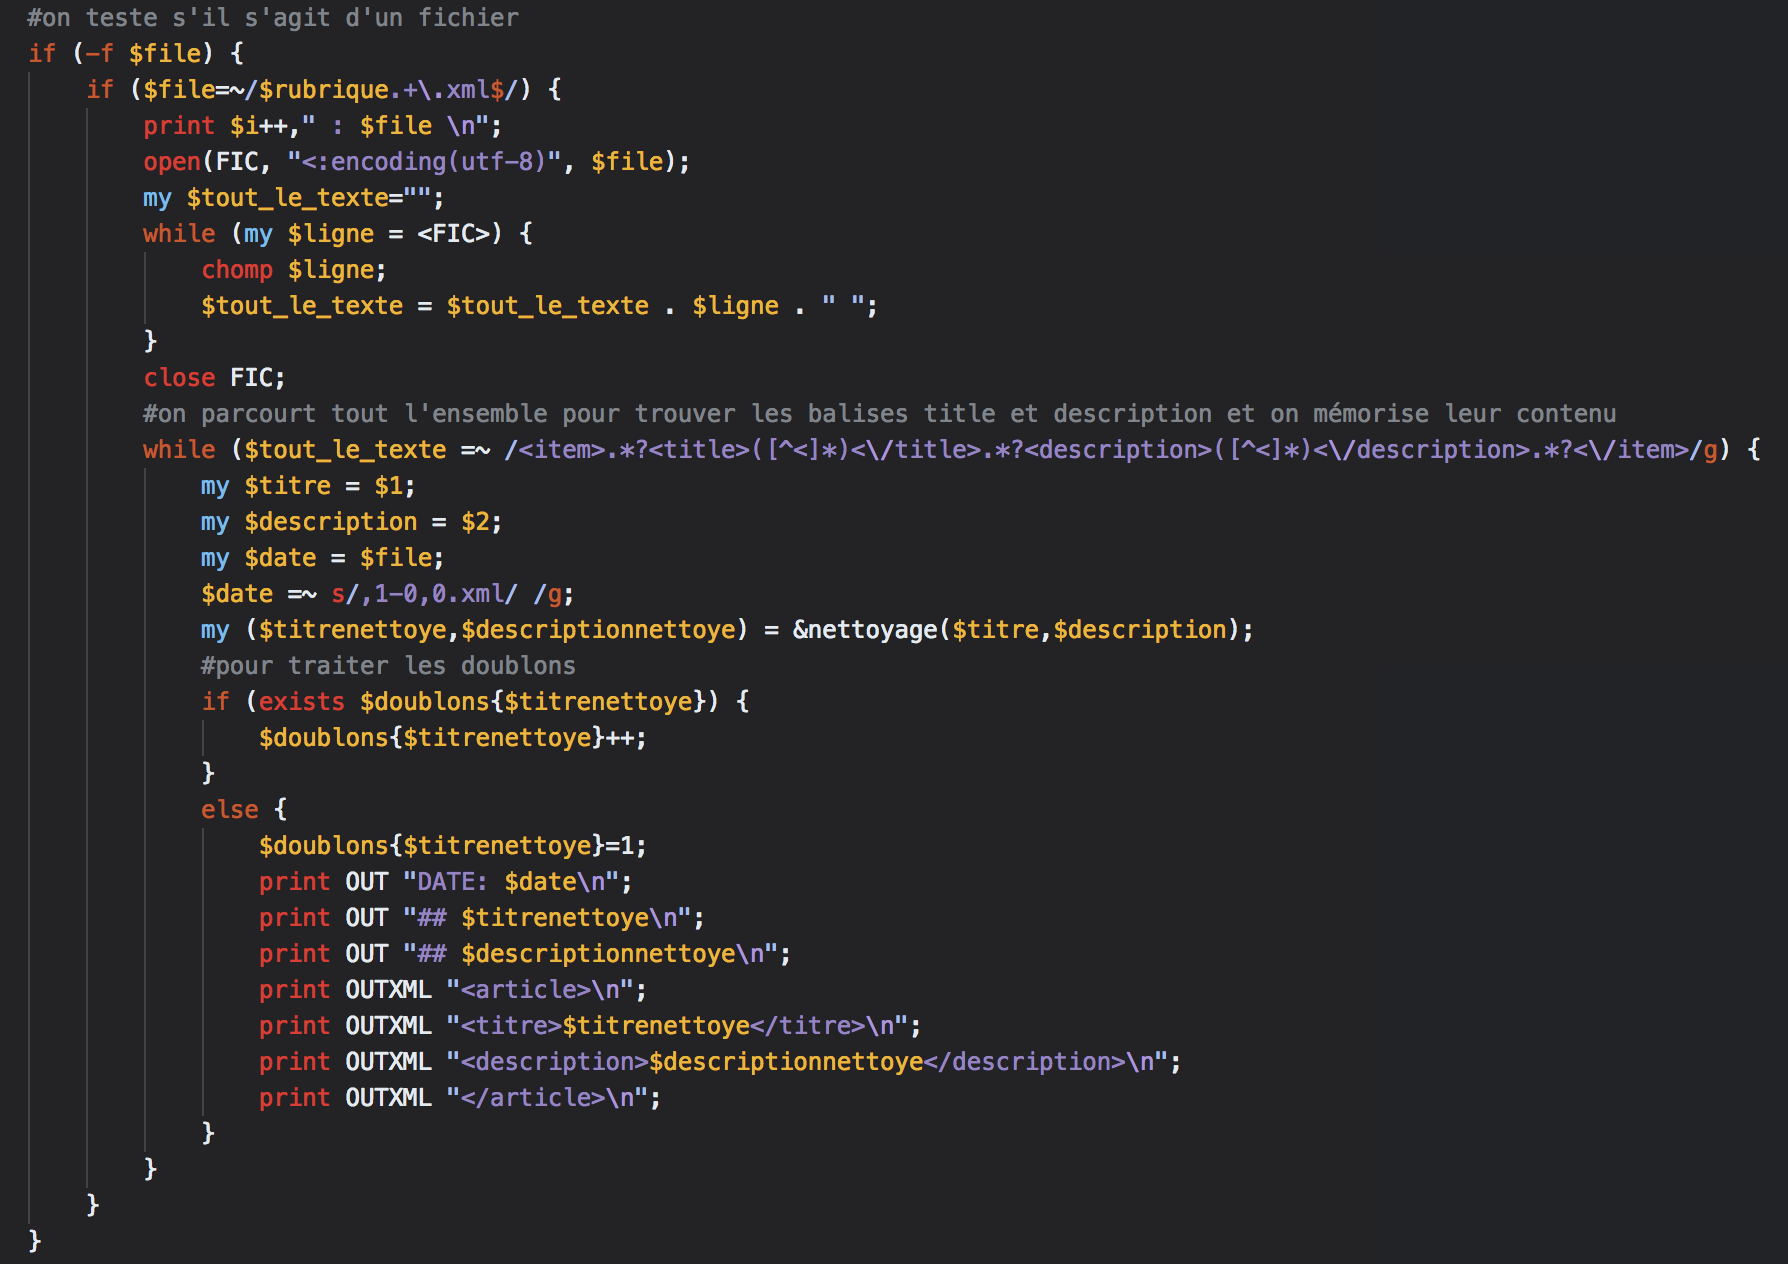 #on teste s'il s'agit d'un fichier
if (-f $file) {
    if ($file=~/$rubrique.+\.xml$/) {
        print $i++," : $file \n";
        open(FIC, "<:encoding(utf-8)", $file);
        my $tout_le_texte="";
        while (my $ligne = <FIC>) {
            chomp $ligne;
            $tout_le_texte = $tout_le_texte . $ligne . " ";
        }
        close FIC;
        #on parcourt tout l'ensemble pour trouver les balises title et description et on mémorise leur contenu
        while ($tout_le_texte =~ /<item>.*?<title>([^<]*)<\/title>.*?<description>([^<]*)<\/description>.*?<\/item>/g) {
            my $titre = $1;
            my $description = $2;
            my $date = $file;
            $date =~ s/,1-0,0.xml/ /g;
            my ($titrenettoye,$descriptionnettoye) = &nettoyage($titre,$description);
            #pour traiter les doublons
            if (exists $doublons{$titrenettoye}) {
                $doublons{$titrenettoye}++;
            }
            else {
                $doublons{$titrenettoye}=1;
                print OUT "DATE: $date\n";
                print OUT "## $titrenettoye\n";
                print OUT "## $descriptionnettoye\n";
                print OUTXML "<article>\n";
                print OUTXML "<titre>$titrenettoye</titre>\n";
                print OUTXML "<description>$descriptionnettoye</description>\n";
                print OUTXML "</article>\n";
            }
        }
    }
}